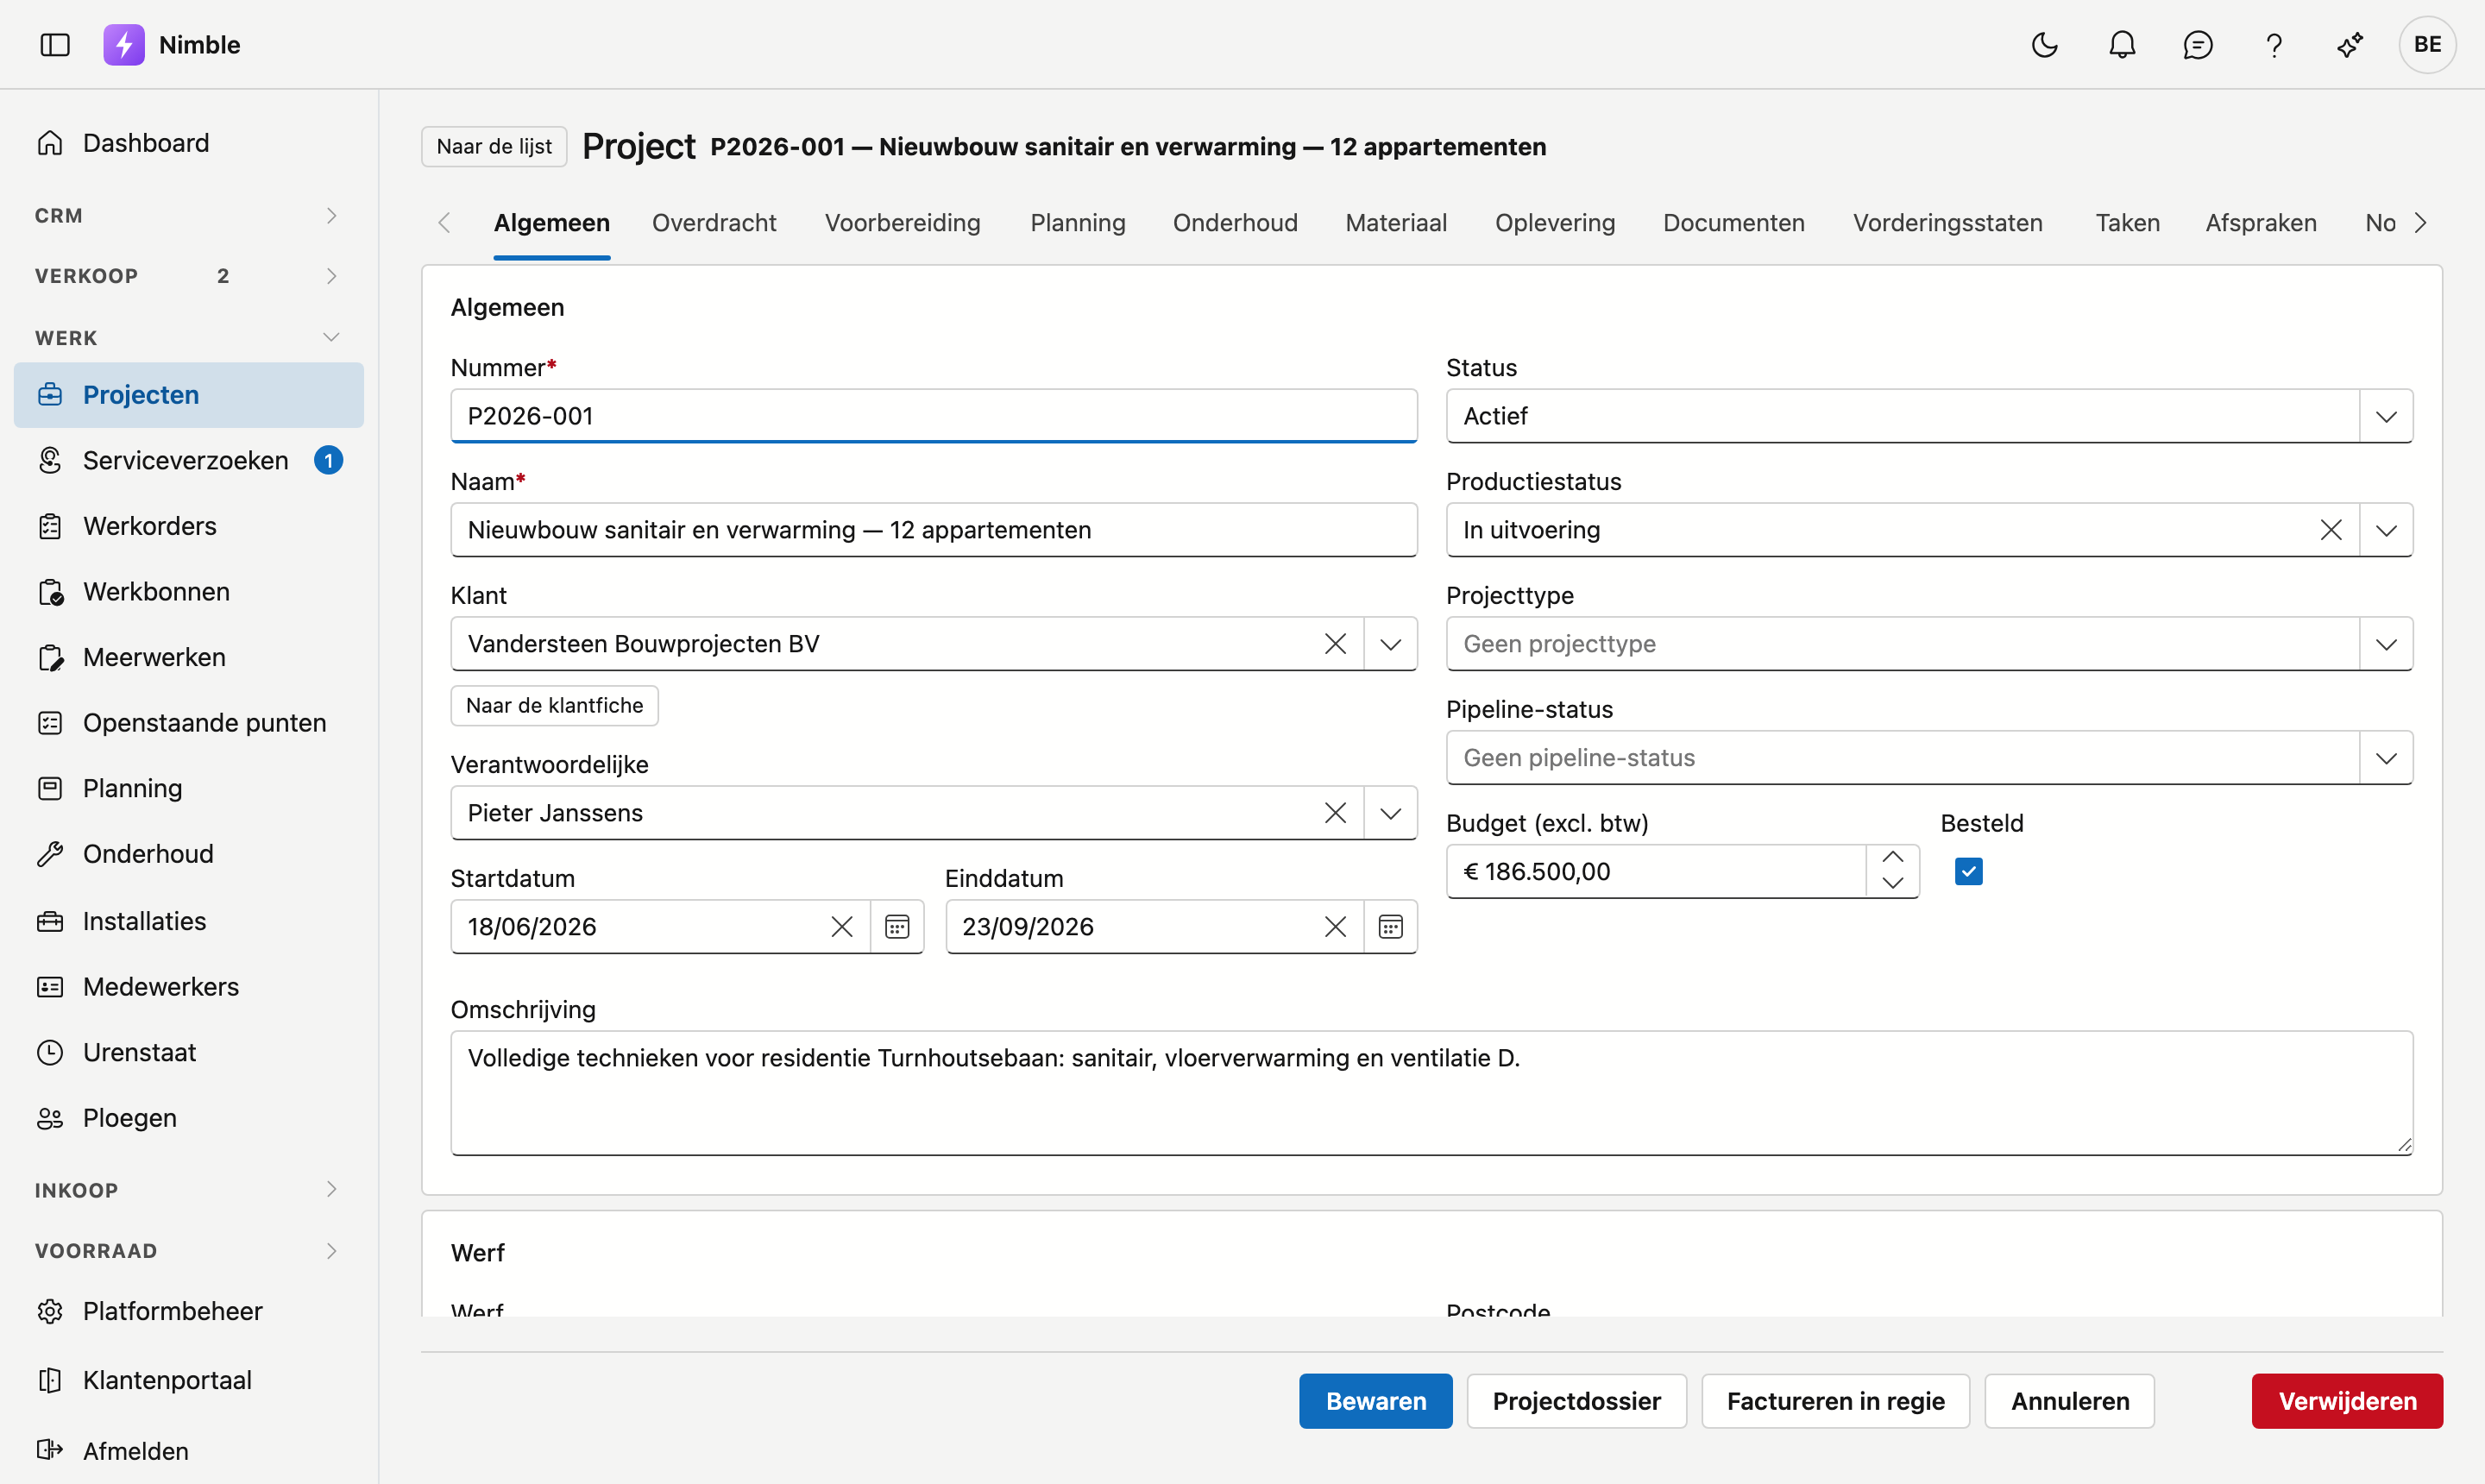 Nimble
BE
Dashboard
CRM
VERKOOP 2
WERK
Projecten
Serviceverzoeken 1
Werkorders
Werkbonnen
Meerwerken
Openstaande punten
Planning
Onderhoud
Installaties
Medewerkers
Urenstaat
Ploegen
INKOOP
VOORRAAD
Platformbeheer
Klantenportaal
Afmelden
Naar de lijst Project P2026-001 — Nieuwbouw sanitair en verwarming — 12 appartementen
Algemeen Overdracht Voorbereiding Planning Onderhoud Materiaal Oplevering Documenten Vorderingsstaten Taken Afspraken No
Algemeen
Nummer*
P2026-001
Naam*
Nieuwbouw sanitair en verwarming — 12 appartementen
Klant
Vandersteen Bouwprojecten BV
Naar de klantfiche
Verantwoordelijke
Pieter Janssens
Startdatum Einddatum
18/06/2026 23/09/2026
Status
Actief
Productiestatus
In uitvoering
Projecttype
Geen projecttype
Pipeline-status
Geen pipeline-status
Budget (excl. btw) Besteld
€ 186.500,00
Omschrijving
Volledige technieken voor residentie Turnhoutsebaan: sanitair, vloerverwarming en ventilatie D.
Werf
Werf Postcode
Bewaren Projectdossier Factureren in regie Annuleren Verwijderen